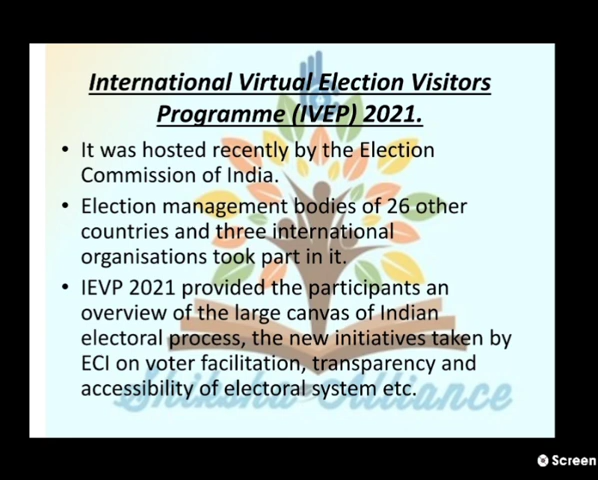 International Virtual Election Visitors
Programme (IVEP) 2021.
• It was hosted recently by the Election
Commission of India.
• Election management bodies of 26 other
countries and three international
organisations took part in it.
• IEVP 2021 provided the participants an
overview of the large canvas of Indian
electoral process, the new initiatives taken by
ECI on voter facilitation, transparency and
accessibility of electoral system etc.
Shiksha Alliance
Screen